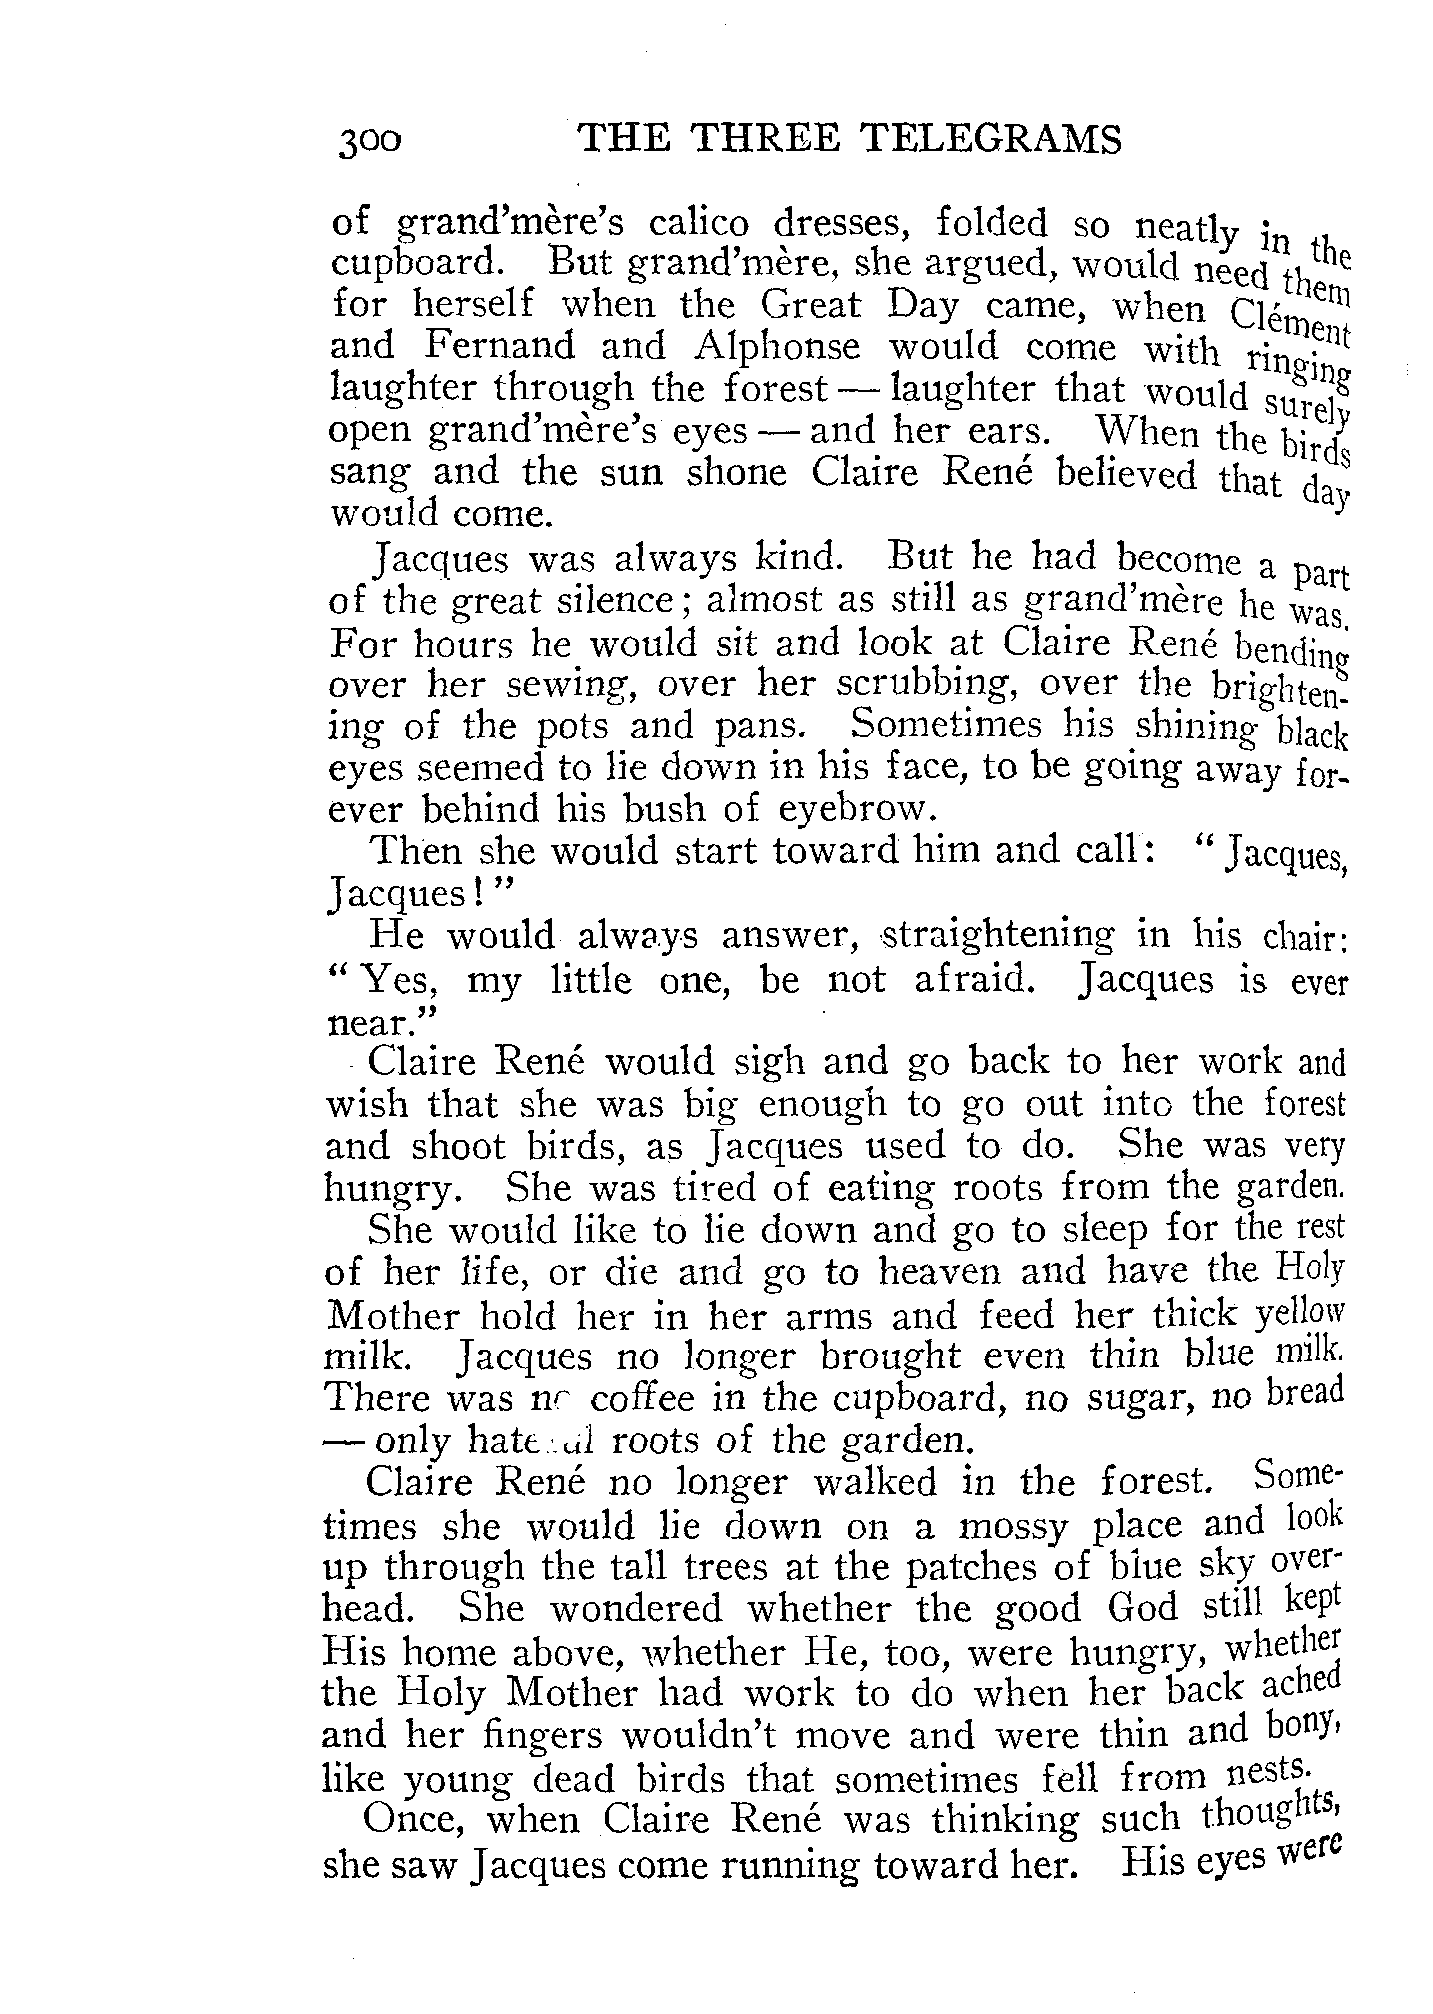 300 THE THREE TELEGRAMS
of grand'mère's calico dresses, folded so neatly in the
cupboard. But grand'mère, she argued, would need them
for herself when the Great Day came, when Clément
and Fernand and Alphonse would come with ringing
laughter through the forest — laughter that would surely
open grand'mère's eyes — and her ears. When the birds
sang and the sun shone Claire René believed that day
would come.
Jacques was always kind. But he had become a part
of the great silence; almost as still as grand'mère he was.
For hours he would sit and look at Claire René bending
over her sewing, over her scrubbing, over the brighten-
ing of the pots and pans. Sometimes his shining black
eyes seemed to lie down in his face, to be going away for-
ever behind his bush of eyebrow.
Then she would start toward him and call: "Jacques,
Jacques!"
He would always answer, straightening in his chair:
"Yes, my little one, be not afraid. Jacques is ever
near."
Claire René would sigh and go back to her work and
wish that she was big enough to go out into the forest
and shoot birds, as Jacques used to do. She was very
hungry. She was tired of eating roots from the garden.
She would like to lie down and go to sleep for the rest
of her life, or die and go to heaven and have the Holy
Mother hold her in her arms and feed her thick yellow
milk. Jacques no longer brought even thin blue milk.
There was no coffee in the cupboard, no sugar, no bread
— only hateful roots of the garden.
Claire René no longer walked in the forest. Some-
times she would lie down on a mossy place and look
up through the tall trees at the patches of blue sky over-
head. She wondered whether the good God still kept
His home above, whether He, too, were hungry, whether
the Holy Mother had work to do when her back ached
and her fingers wouldn't move and were thin and bony,
like young dead birds that sometimes fell from nests.
Once, when Claire René was thinking such thoughts,
she saw Jacques come running toward her. His eyes were